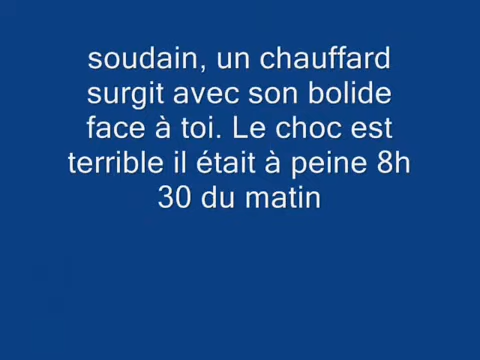 soudain, un chauffard
surgit avec son bolide
face à toi. Le choc est
terrible il était à peine 8h
30 du matin